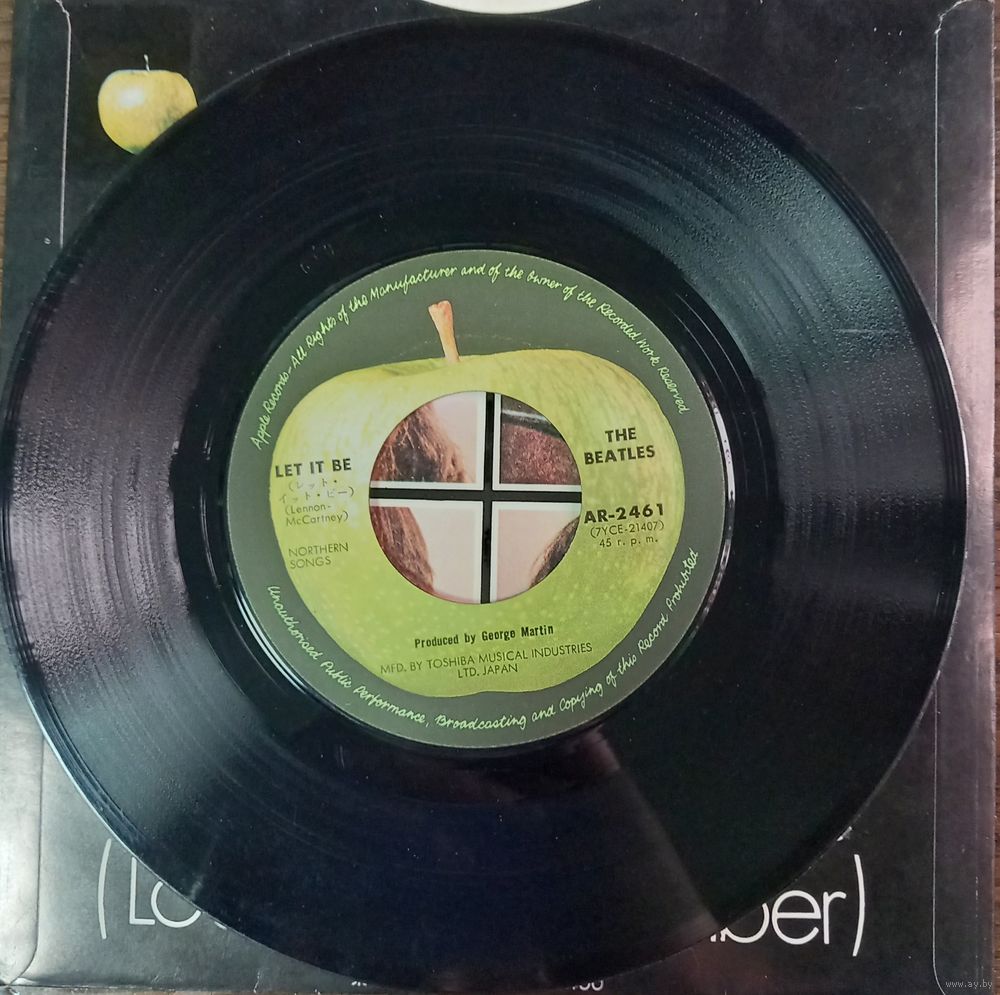 Apple Records-All Rights of the Manufacturer and of the Owner of the Recorded Work Reserved
LET IT BE
(レット・
イット・ビー)
(Lennon-
McCartney)
NORTHERN
SONGS
THE
BEATLES
AR-2461
(7YCE-21407)
45 r. p. m.
Produced by George Martin
MFD. BY TOSHIBA MUSICAL INDUSTRIES
LTD. JAPAN
Unauthorised Public Performance, Broadcasting and Copying of this Record Prohibited
www.ay.by